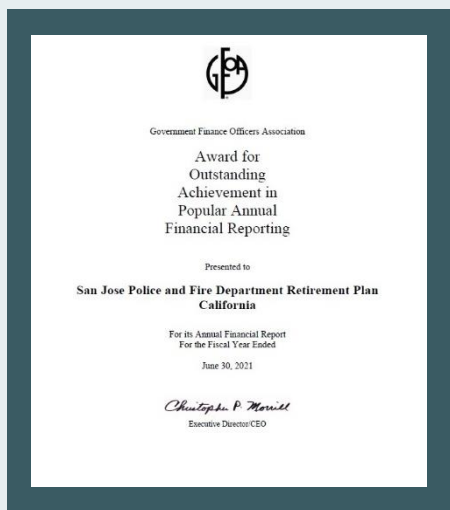 GFOA
Government Finance Officers Association
Award for
Outstanding
Achievement in
Popular Annual
Financial Reporting
Presented to
San Jose Police and Fire Department Retirement Plan
California
For its Annual Financial Report
For the Fiscal Year Ended
June 30, 2021
Christopher P. Morrill
Executive Director/CEO